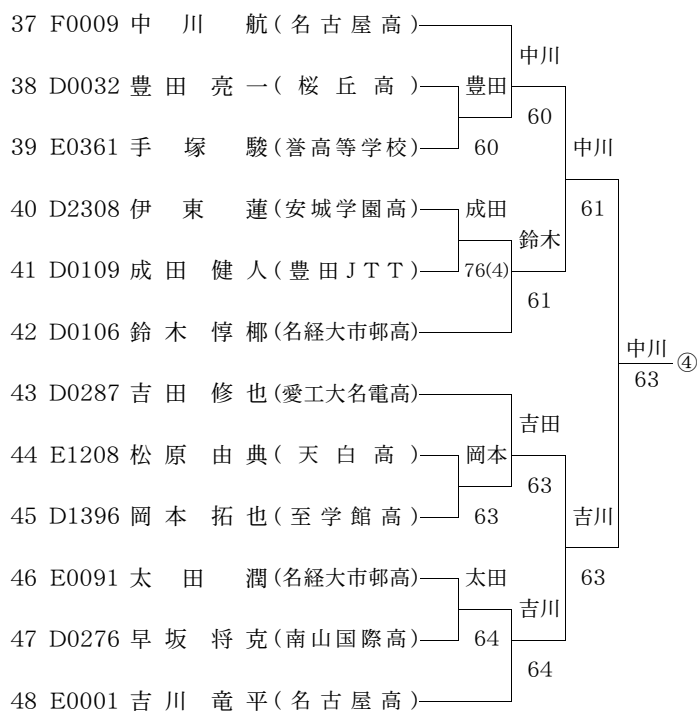 37 F0009 中川 航(名古屋高)
中川
38 D0032 豊田 亮一(桜丘高) 豊田
60
39 E0361 手塚 駿(誉高等学校) 60 中川
40 D2308 伊東 蓮(安城学園高) 成田 61
鈴木
41 D0109 成田 健人(豊田JTT) 76(4)
61
42 D0106 鈴木 惇椰(名経大市邨高)
中川 ④
63
43 D0287 吉田 修也(愛工大名電高)
吉田
44 E1208 松原 由典(天白高) 岡本
63
45 D1396 岡本 拓也(至学館高) 63 吉川
46 E0091 太田 潤(名経大市邨高) 太田 63
吉川
47 D0276 早坂 将克(南山国際高) 64
64
48 E0001 吉川 竜平(名古屋高)